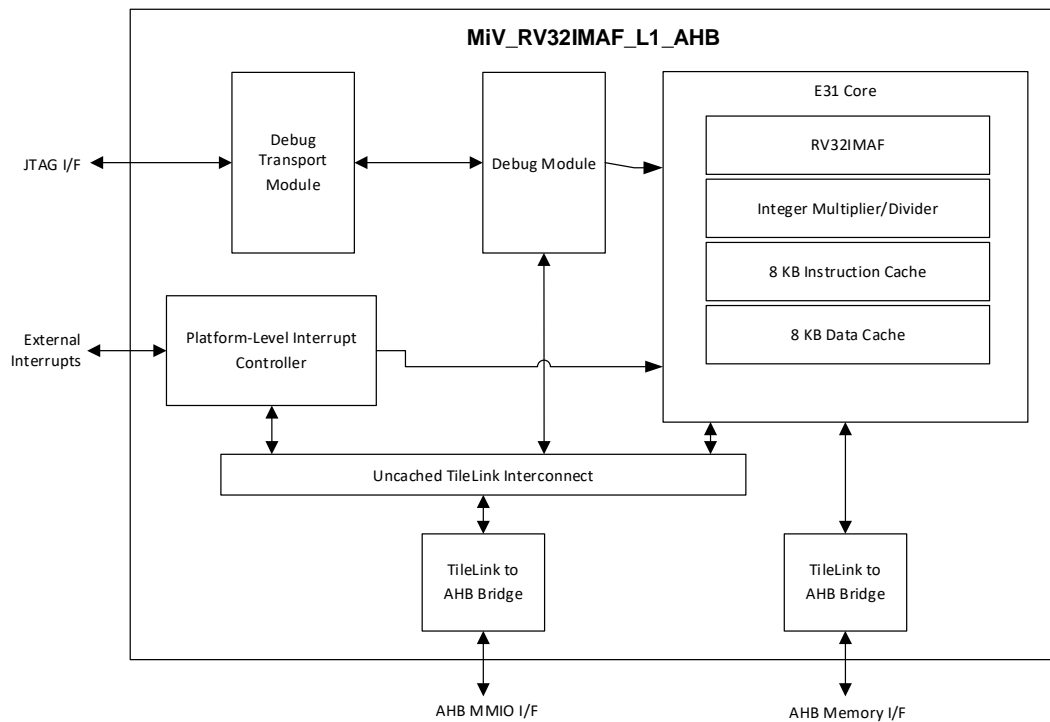 MiV_RV32IMAF_L1_AHB
E31 Core
RV32IMAF
Integer Multiplier/Divider
8 KB Instruction Cache
8 KB Data Cache
Debug
Transport
Module
Debug Module
JTAG I/F
External
Interrupts
Platform-Level Interrupt
Controller
Uncached TileLink Interconnect
TileLink to
AHB Bridge
TileLink to
AHB Bridge
AHB MMIO I/F
AHB Memory I/F